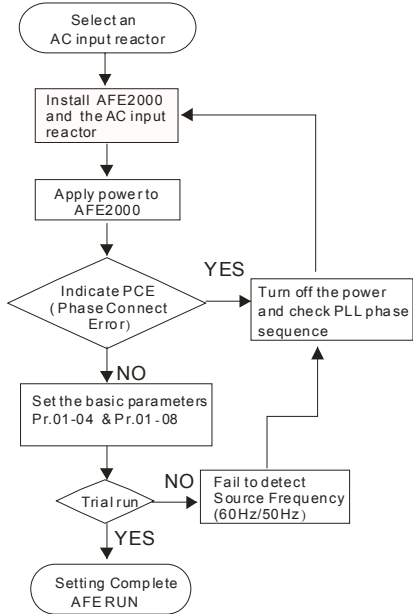 Select an
AC input reactor
Install AFE2000
and the AC input
reactor
Apply power to
AFE2000
Indicate PCE
(Phase Connect
Error)
YES
Turn off the power
and check PLL phase
sequence
NO
Set the basic parameters
Pr.01-04 & Pr.01-08
Trial run
NO
Fail to detect
Source Frequency
(60Hz/50Hz)
YES
Setting Complete
AFE RUN